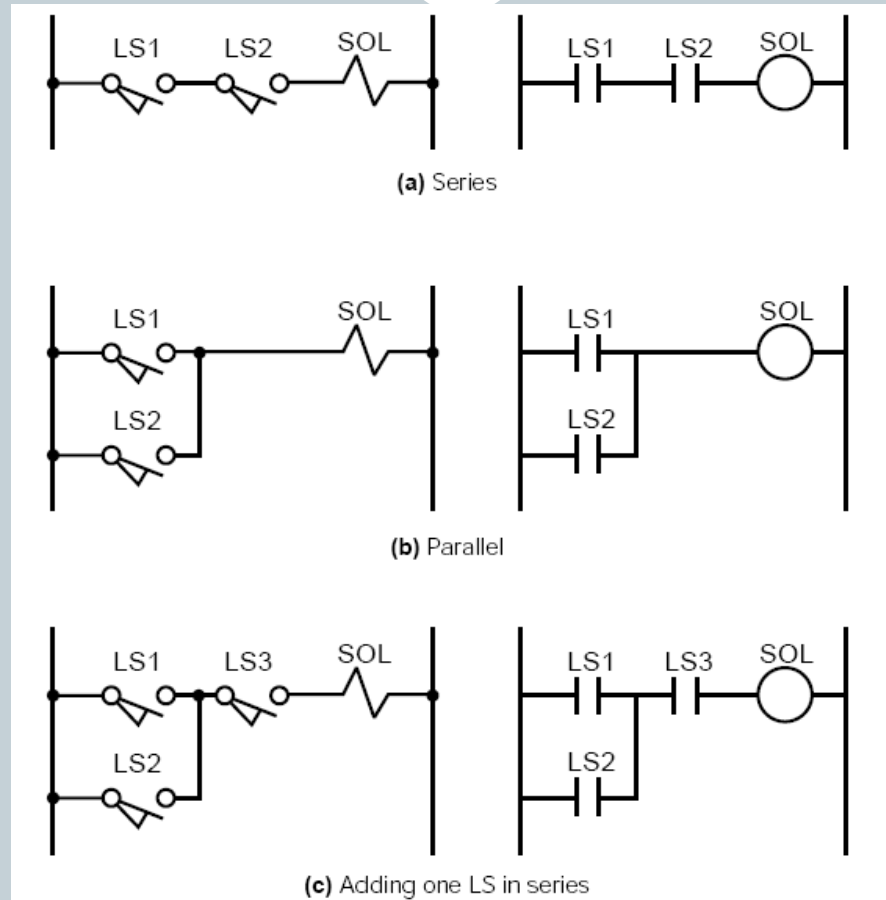 LS1 LS2 SOL LS1 LS2 SOL
(a) Series
LS1 SOL LS1 SOL
LS2 LS2
(b) Parallel
LS1 LS3 SOL LS1 LS3 SOL
LS2 LS2
(c) Adding one LS in series